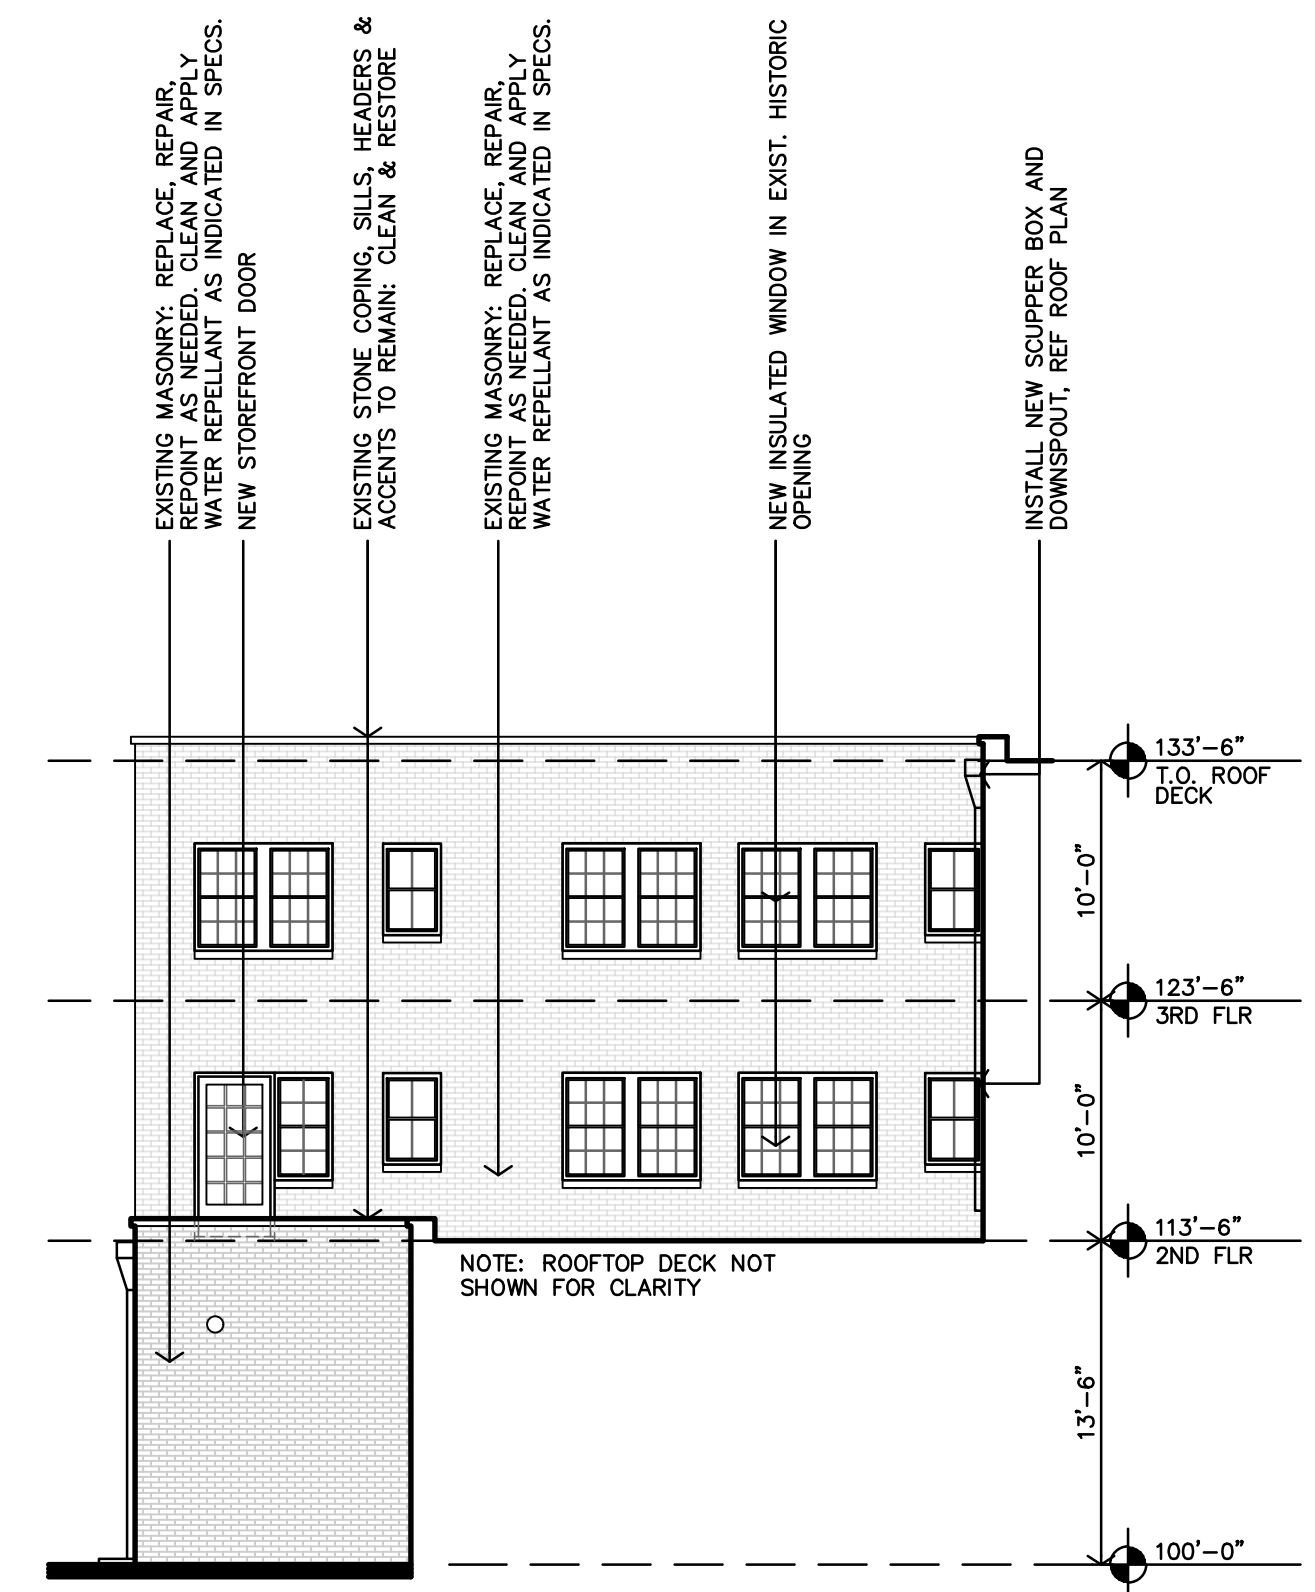 EXISTING MASONRY: REPLACE, REPAIR,
REPOINT AS NEEDED. CLEAN AND APPLY
WATER REPELLANT AS INDICATED IN SPECS.
NEW STOREFRONT DOOR
EXISTING STONE COPING, SILLS, HEADERS &
ACCENTS TO REMAIN: CLEAN & RESTORE
EXISTING MASONRY: REPLACE, REPAIR,
REPOINT AS NEEDED. CLEAN AND APPLY
WATER REPELLANT AS INDICATED IN SPECS.
NEW INSULATED WINDOW IN EXIST. HISTORIC
OPENING
INSTALL NEW SCUPPER BOX AND
DOWNSPOUT, REF ROOF PLAN
133'-6"
T.O. ROOF
DECK
10'-0"
123'-6"
3RD FLR
10'-0"
113'-6"
2ND FLR
NOTE: ROOFTOP DECK NOT
SHOWN FOR CLARITY
13'-6"
100'-0"